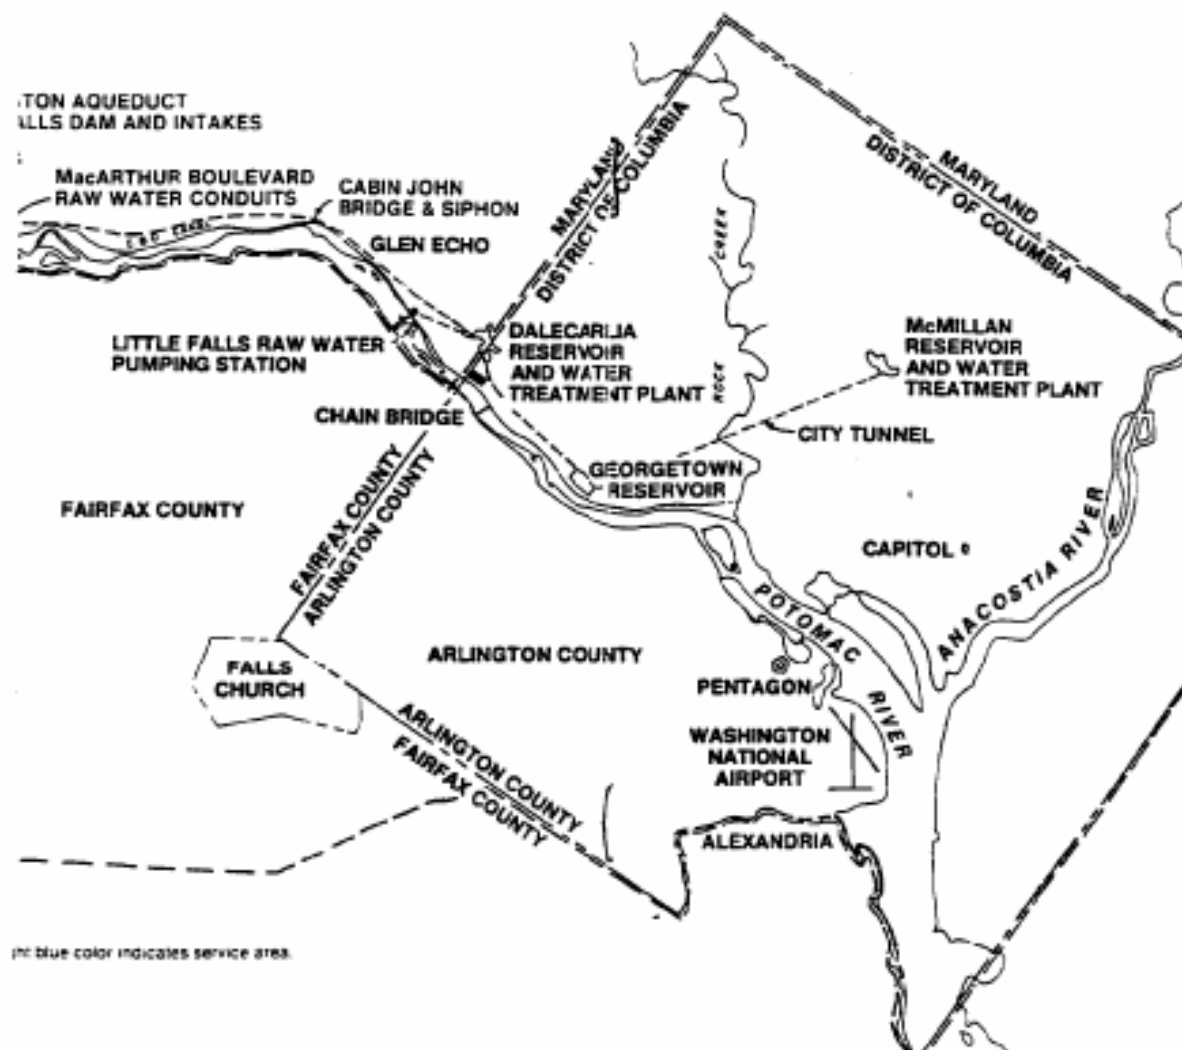 TON AQUEDUCT
ALLS DAM AND INTAKES
MacARTHUR BOULEVARD
RAW WATER CONDUITS
CABIN JOHN
BRIDGE & SIPHON
GLEN ECHO
MARYLAND
DISTRICT OF COLUMBIA
MARYLAND
DISTRICT OF COLUMBIA
CREEK
ROCK
LITTLE FALLS RAW WATER
PUMPING STATION
DALECARLIA
RESERVOIR
AND WATER
TREATMENT PLANT
McMILLAN
RESERVOIR
AND WATER
TREATMENT PLANT
CHAIN BRIDGE
CITY TUNNEL
GEORGETOWN
RESERVOIR
FAIRFAX COUNTY
FAIRFAX COUNTY
ARLINGTON COUNTY
CAPITOL
ANACOSTIA RIVER
POTOMAC
RIVER
ARLINGTON COUNTY
FALLS
CHURCH
PENTAGON
WASHINGTON
NATIONAL
AIRPORT
ARLINGTON COUNTY
FAIRFAX COUNTY
ALEXANDRIA
ht blue color indicates service area.